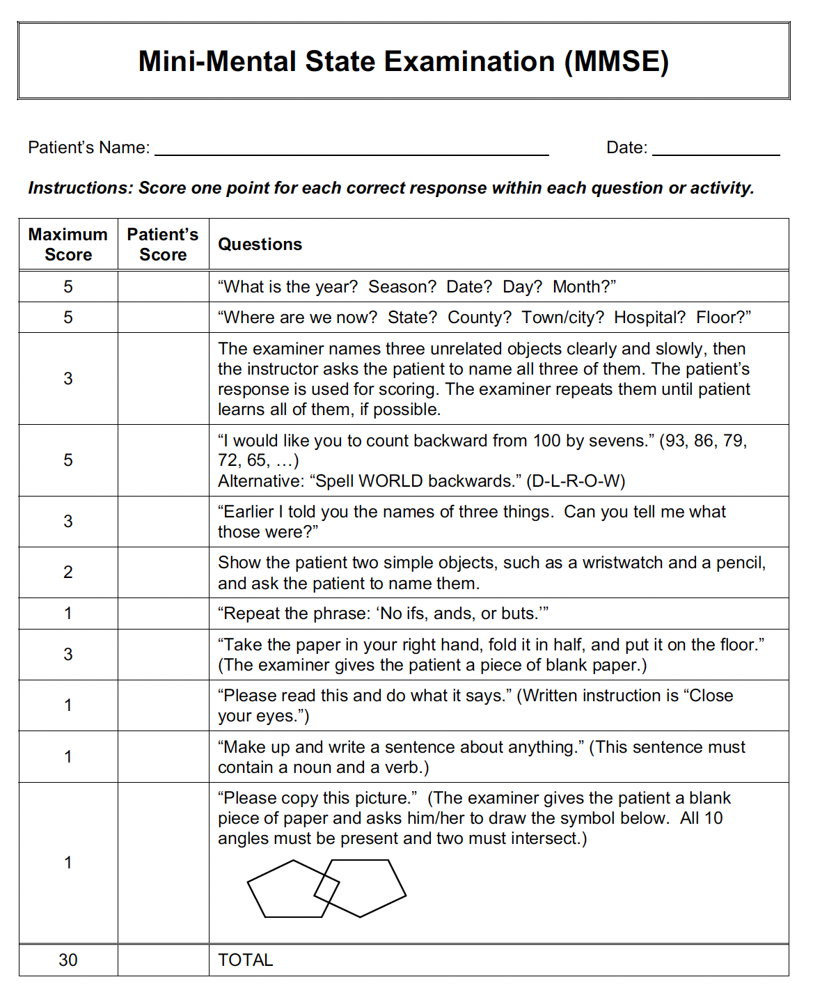 Mini-Mental State Examination (MMSE)
Patient’s Name: Date:
Instructions: Score one point for each correct response within each question or activity.
Maximum Score
Patient’s Score
Questions
5
“What is the year?  Season?  Date?  Day?  Month?”
5
“Where are we now?  State?  County?  Town/city?  Hospital?  Floor?”
3
The examiner names three unrelated objects clearly and slowly, then
the instructor asks the patient to name all three of them. The patient’s
response is used for scoring. The examiner repeats them until patient
learns all of them, if possible.
5
“I would like you to count backward from 100 by sevens.” (93, 86, 79,
72, 65, …)
Alternative: “Spell WORLD backwards.” (D-L-R-O-W)
3
“Earlier I told you the names of three things.  Can you tell me what
those were?”
2
Show the patient two simple objects, such as a wristwatch and a pencil,
and ask the patient to name them.
1
“Repeat the phrase: ‘No ifs, ands, or buts.’”
3
“Take the paper in your right hand, fold it in half, and put it on the floor.”
(The examiner gives the patient a piece of blank paper.)
1
“Please read this and do what it says.” (Written instruction is “Close
your eyes.”)
1
“Make up and write a sentence about anything.” (This sentence must
contain a noun and a verb.)
1
“Please copy this picture.”  (The examiner gives the patient a blank
piece of paper and asks him/her to draw the symbol below.  All 10
angles must be present and two must intersect.)
30
TOTAL